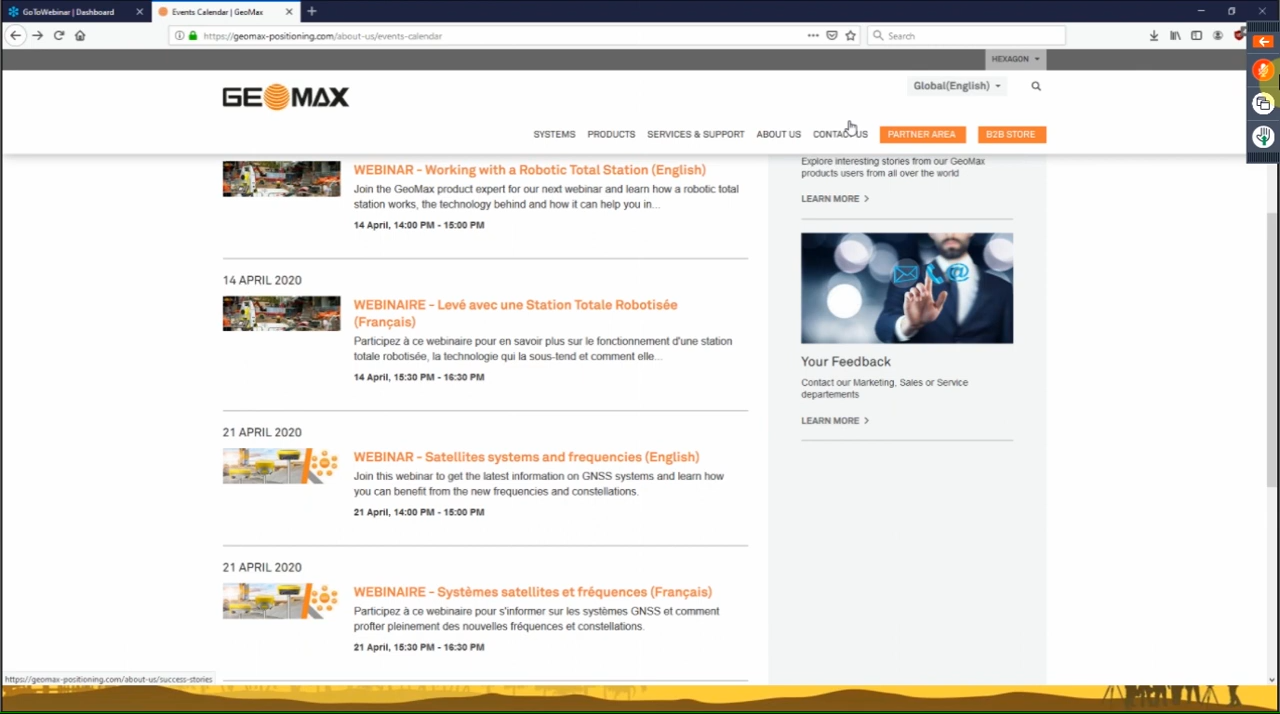 GoToWebinar | Dashboard
Events Calendar | GeoMax
https://geomax-positioning.com/about-us/events-calendar
Search
HEXAGON
GEOMAX
Global(English)
SYSTEMS PRODUCTS SERVICES & SUPPORT ABOUT US CONTACT US PARTNER AREA B2B STORE
WEBINAR - Working with a Robotic Total Station (English)
Join the GeoMax product expert for our next webinar and learn how a robotic total
station works, the technology behind and how it can help you in...
14 April, 14:00 PM - 15:00 PM
14 APRIL 2020
WEBINAIRE - Levé avec une Station Totale Robotisée
(Français)
Participez à ce webinaire pour en savoir plus sur le fonctionnement d'une station
totale robotisée, la technologie qui la sous-tend et comment elle...
14 April, 15:30 PM - 16:30 PM
21 APRIL 2020
WEBINAR - Satellites systems and frequencies (English)
Join this webinar to get the latest information on GNSS systems and learn how
you can benefit from the new frequencies and constellations.
21 April, 14:00 PM - 15:00 PM
21 APRIL 2020
WEBINAIRE - Systèmes satellites et fréquences (Français)
Participez à ce webinaire pour s'informer sur les systèmes GNSS et comment
profter pleinement des nouvelles fréquences et constellations.
21 April, 15:30 PM - 16:30 PM
Explore interesting stories from our GeoMax
products users from all over the world
LEARN MORE
Your Feedback
Contact our Marketing, Sales or Service
departements
LEARN MORE
https://geomax-positioning.com/about-us/success-stories